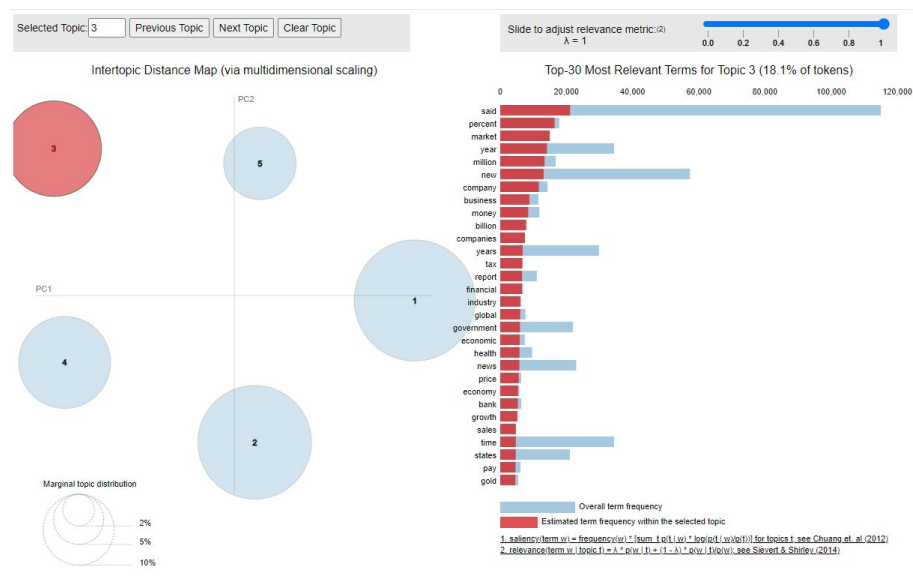 Selected Topic: 3 Previous Topic Next Topic Clear Topic
Slide to adjust relevance metric:(2)
λ = 1
0.0 0.2 0.4 0.6 0.8 1
Intertopic Distance Map (via multidimensional scaling)
PC2
PC1
3
5
1
4
2
Marginal topic distribution
2%
5%
10%
Top-30 Most Relevant Terms for Topic 3 (18.1% of tokens)
0 20,000 40,000 60,000 80,000 100,000 120,000
said
percent
market
year
million
new
company
business
money
billion
companies
years
tax
report
financial
industry
global
government
economic
health
news
price
economy
bank
growth
sales
time
states
pay
gold
Overall term frequency
Estimated term frequency within the selected topic
1. saliency(term w) = frequency(w) * [sum_t p(t | w) * log(p(t | w)/p(t))] for topics t; see Chuang et. al (2012)
2. relevance(term w | topic t) = λ * p(w | t) + (1 - λ) * p(w | t)/p(w); see Sievert & Shirley (2014)